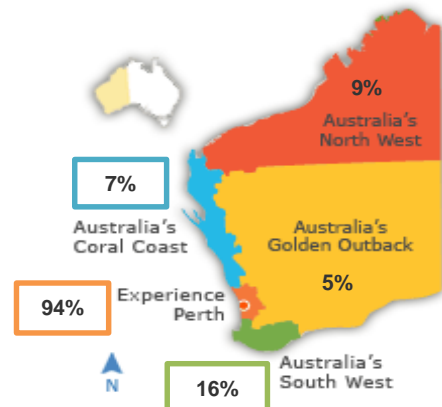 9%
Australia's
North West
7%
Australia's
Coral Coast
Australia's
Golden Outback
5%
Experience
Perth
94%
N
Australia's
South West
16%